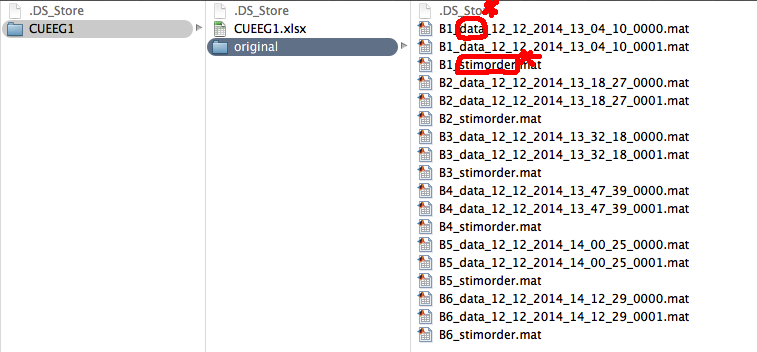 .DS_Store
CUEEG1
.DS_Store
CUEEG1.xlsx
original
.DS_Store
B1_data_12_12_2014_13_04_10_0000.mat
B1_data_12_12_2014_13_04_10_0001.mat
B1_stimorder.mat
B2_data_12_12_2014_13_18_27_0000.mat
B2_data_12_12_2014_13_18_27_0001.mat
B2_stimorder.mat
B3_data_12_12_2014_13_32_18_0000.mat
B3_data_12_12_2014_13_32_18_0001.mat
B3_stimorder.mat
B4_data_12_12_2014_13_47_39_0000.mat
B4_data_12_12_2014_13_47_39_0001.mat
B4_stimorder.mat
B5_data_12_12_2014_14_00_25_0000.mat
B5_data_12_12_2014_14_00_25_0001.mat
B5_stimorder.mat
B6_data_12_12_2014_14_12_29_0000.mat
B6_data_12_12_2014_14_12_29_0001.mat
B6_stimorder.mat